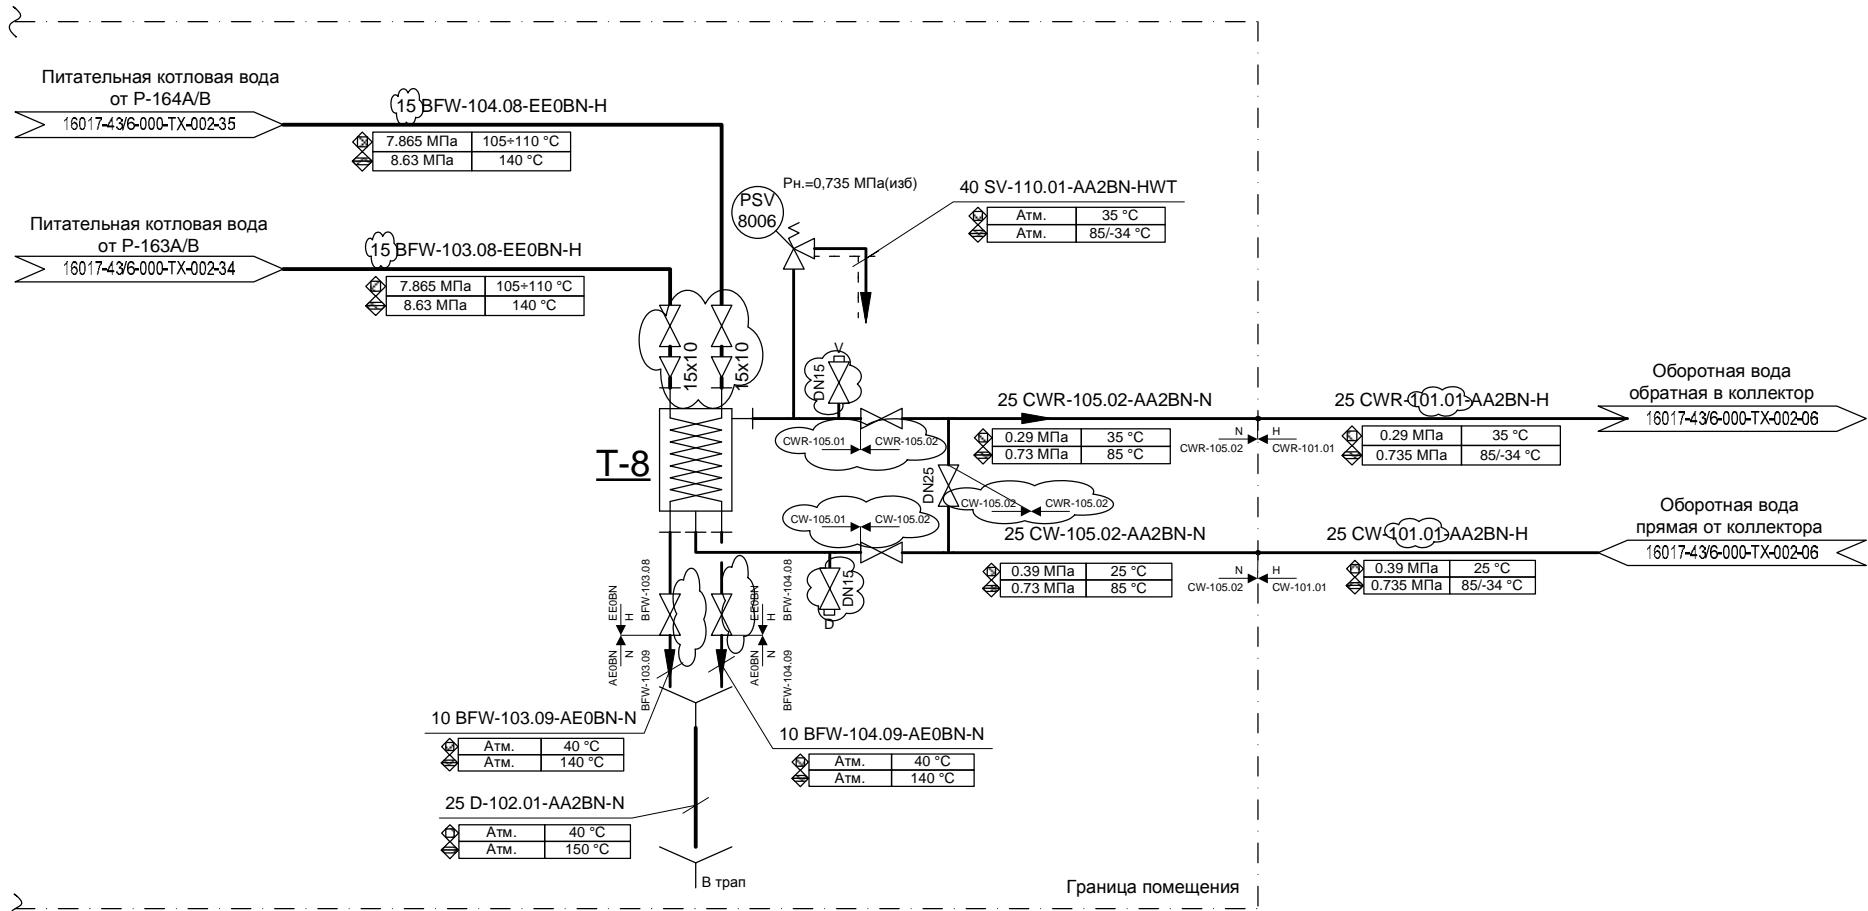 Питательная котловая вода
от Р-164А/В
16017-43/6-000-ТХ-002-35
15 BFW-104.08-EE0BN-H
7.865 МПа 105÷110 °C
8.63 МПа 140 °C
Питательная котловая вода
от Р-163А/В
16017-43/6-000-ТХ-002-34
15 BFW-103.08-EE0BN-H
7.865 МПа 105÷110 °C
8.63 МПа 140 °C
PSV
8006
Рн.=0,735 МПа(изб)
40 SV-110.01-AA2BN-HWT
Атм. 35 °C
Атм. 85/-34 °C
15x10
15x10
V
DN15
25 CWR-105.02-AA2BN-N
25 CWR-101.01-AA2BN-H
Оборотная вода
обратная в коллектор
16017-43/6-000-ТХ-002-06
CWR-105.01
CWR-105.02
0.29 МПа 35 °C
0.73 МПа 85 °C
N
H
CWR-105.02
CWR-101.01
0.29 МПа 35 °C
0.735 МПа 85/-34 °C
T-8
DN25
CW-105.02
CWR-105.02
CW-105.01
CW-105.02
25 CW-105.02-AA2BN-N
25 CW-101.01-AA2BN-H
Оборотная вода
прямая от коллектора
16017-43/6-000-ТХ-002-06
0.39 МПа 25 °C
0.73 МПа 85 °C
N
H
CW-105.02
CW-101.01
0.39 МПа 25 °C
0.735 МПа 85/-34 °C
DN15
D
EE0BN
H
BFW-103.08
AE0BN
N
BFW-103.09
EE0BN
H
BFW-104.08
AE0BN
N
BFW-104.09
10 BFW-103.09-AE0BN-N
Атм. 40 °C
Атм. 140 °C
10 BFW-104.09-AE0BN-N
Атм. 40 °C
Атм. 140 °C
25 D-102.01-AA2BN-N
Атм. 40 °C
Атм. 150 °C
В трап
Граница помещения